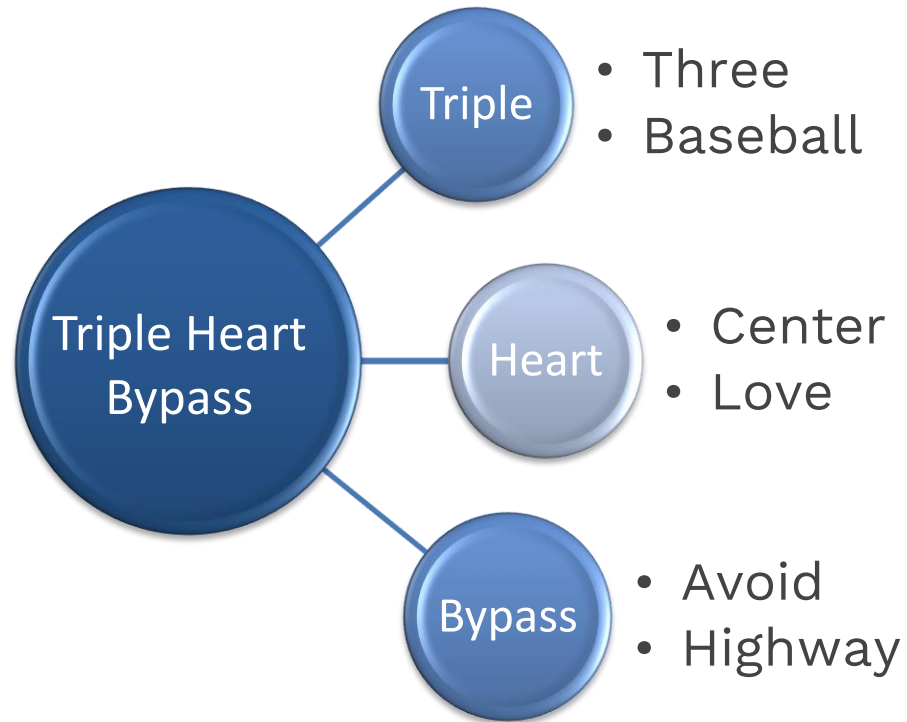 Triple Heart
Bypass
Triple
• Three
• Baseball
Heart
• Center
• Love
Bypass
• Avoid
• Highway